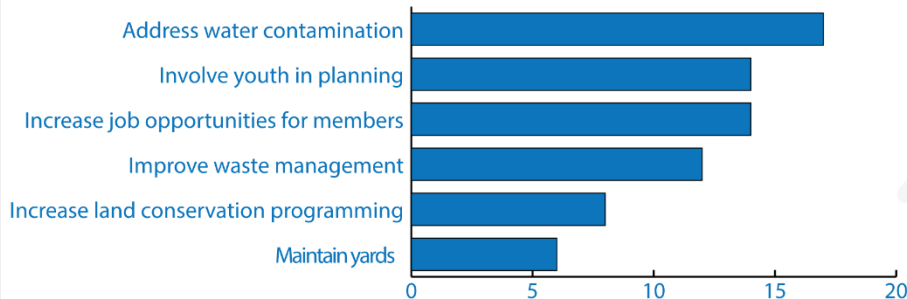 Address water contamination
Involve youth in planning
Increase job opportunities for members
Improve waste management
Increase land conservation programming
Maintain yards
0 5 10 15 20